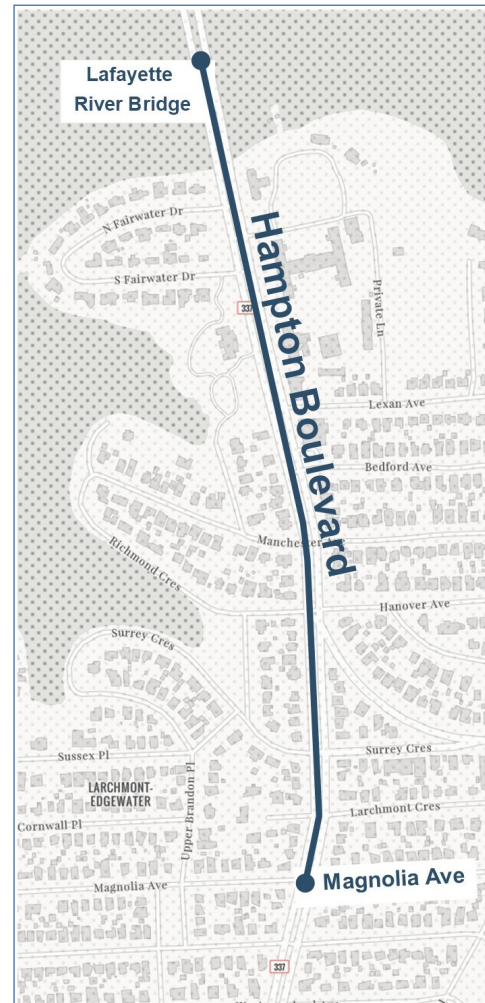 Lafayette
River Bridge
N Fairwater Dr
S Fairwater Dr
Hampton Boulevard
337
Private Ln
Lexan Ave
Bedford Ave
Manchester
Richmond Cres
Hanover Ave
Surrey Cres
Surrey Cres
Sussex Pl
LARCHMONT-
EDGEWATER
Upper Brandon Pl
Larchmont Cres
Cornwall Pl
Magnolia Ave
Magnolia Ave
337